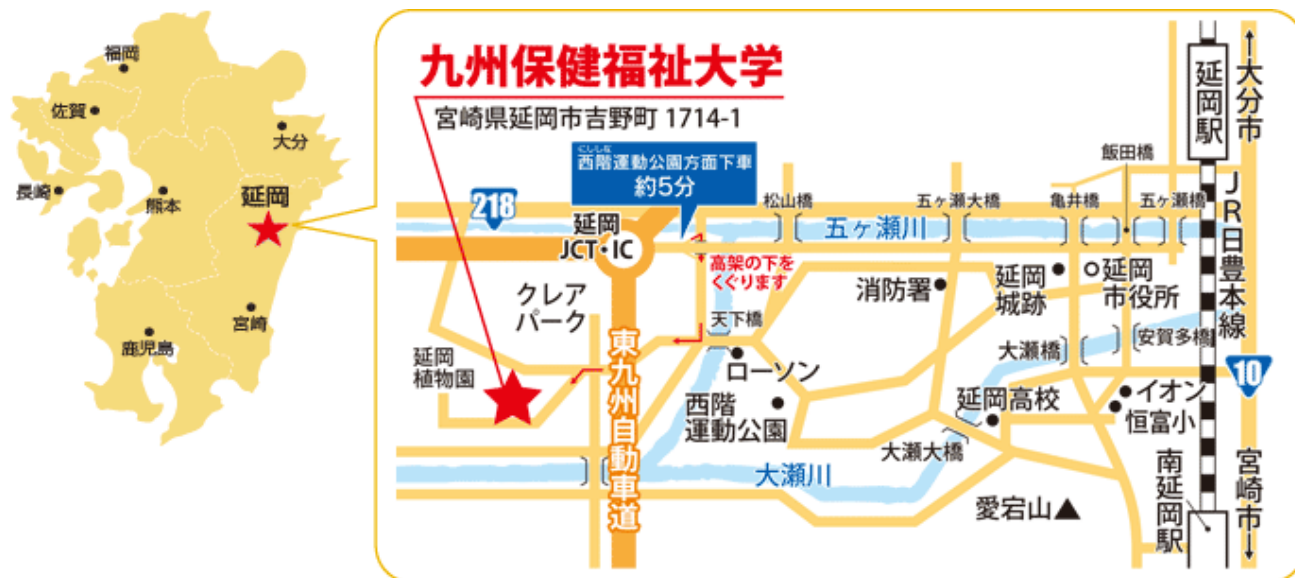 福岡
佐賀
長崎
大分
熊本
延岡
宮崎
鹿児島
九州保健福祉大学
宮崎県延岡市吉野町 1714-1
にししな
西階運動公園方面下車
約5分
218
延岡
JCT・IC
松山橋
五ヶ瀬大橋
亀井橋
飯田橋
五ヶ瀬橋
五ヶ瀬川
高架の下を
くぐります
消防署
延岡
城跡
延岡
市役所
クレア
パーク
天下橋
ローソン
大瀬橋
安賀多橋
延岡
植物園
西階
運動公園
延岡高校
イオン
恒富小
大瀬大橋
大瀬川
愛宕山▲
東九州自動車道
延岡駅
大分市
JR日豊本線
10
南延岡駅
宮崎市